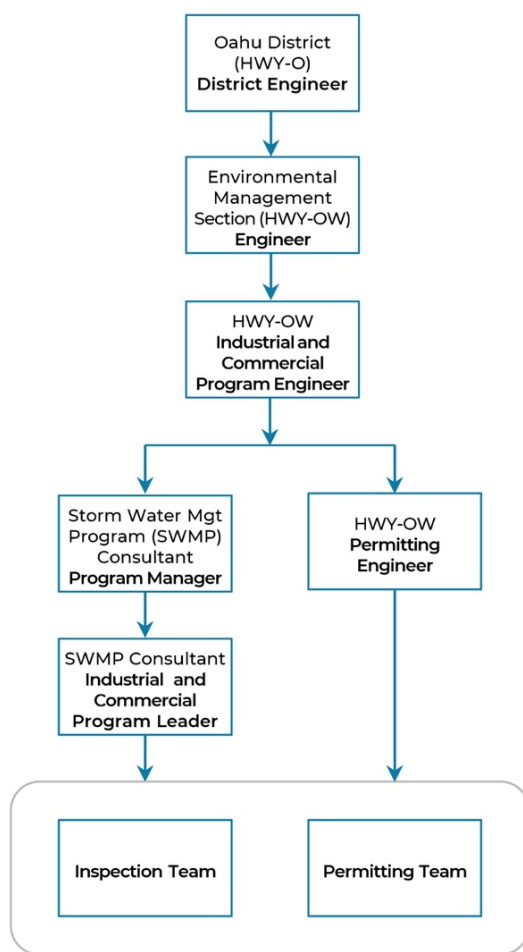 Oahu District
(HWY-O)
District Engineer
Environmental
Management
Section (HWY-OW)
Engineer
HWY-OW
Industrial and
Commercial
Program Engineer
Storm Water Mgt
Program (SWMP)
Consultant
Program Manager
HWY-OW
Permitting
Engineer
SWMP Consultant
Industrial and
Commercial
Program Leader
Inspection Team
Permitting Team